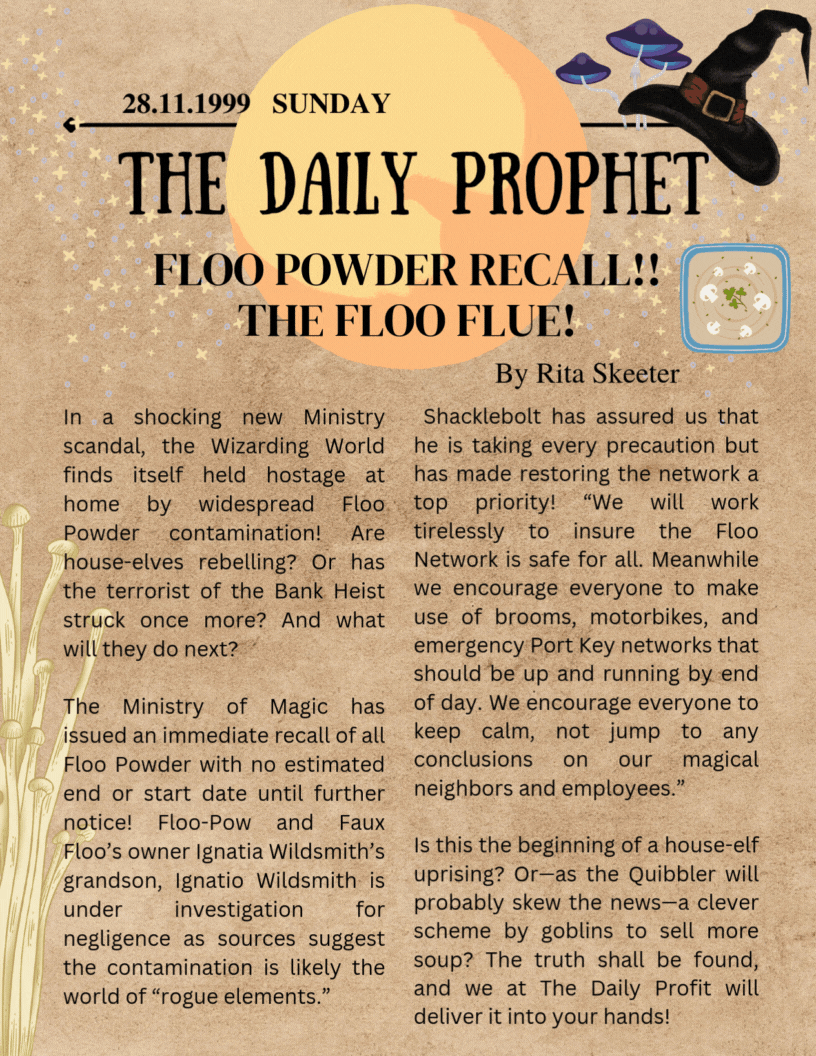 28.11.1999 SUNDAY
THE DAILY PROPHET
FLOO POWDER RECALL!!
THE FLOO FLUE!
By Rita Skeeter
In a shocking new Ministry
scandal, the Wizarding World
finds itself held hostage at
home by widespread Floo
Powder contamination! Are
house-elves rebelling? Or has
the terrorist of the Bank Heist
struck once more? And what
will they do next?
The Ministry of Magic has
issued an immediate recall of all
Floo Powder with no estimated
end or start date until further
notice! Floo-Pow and Faux
Floo’s owner Ignatia Wildsmith’s
grandson, Ignatio Wildsmith is
under investigation for
negligence as sources suggest
the contamination is likely the
world of “rogue elements.”
Shacklebolt has assured us that
he is taking every precaution but
has made restoring the network a
top priority! “We will work
tirelessly to insure the Floo
Network is safe for all. Meanwhile
we encourage everyone to make
use of brooms, motorbikes, and
emergency Port Key networks that
should be up and running by end
of day. We encourage everyone to
keep calm, not jump to any
conclusions on our magical
neighbors and employees.”
Is this the beginning of a house-elf
uprising? Or—as the Quibbler will
probably skew the news—a clever
scheme by goblins to sell more
soup? The truth shall be found,
and we at The Daily Profit will
deliver it into your hands!